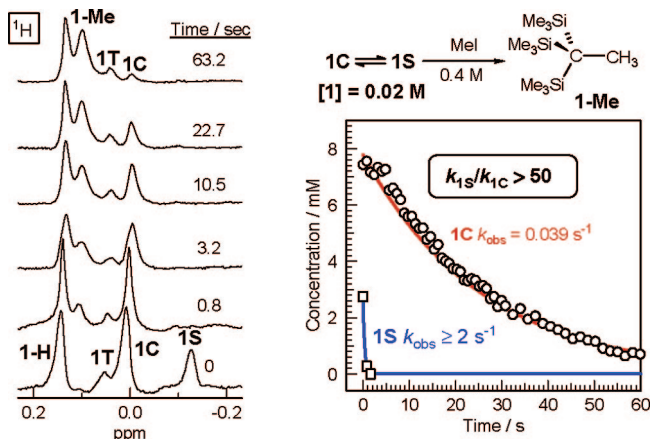 ¹H
1-Me
1T 1C
Time / sec
63.2
22.7
10.5
3.2
0.8
1-H
1T
1C
1S
0
0.2 0.0 -0.2
ppm
1C ⇌ 1S
[1] = 0.02 M
MeI
0.4 M
Me₃Si
Me₃Si
C—CH₃
Me₃Si
1-Me
Concentration / mM
8
6
4
2
0
k1S/k1C > 50
1C kobs = 0.039 s⁻¹
1S kobs ≥ 2 s⁻¹
0 10 20 30 40 50 60
Time / s